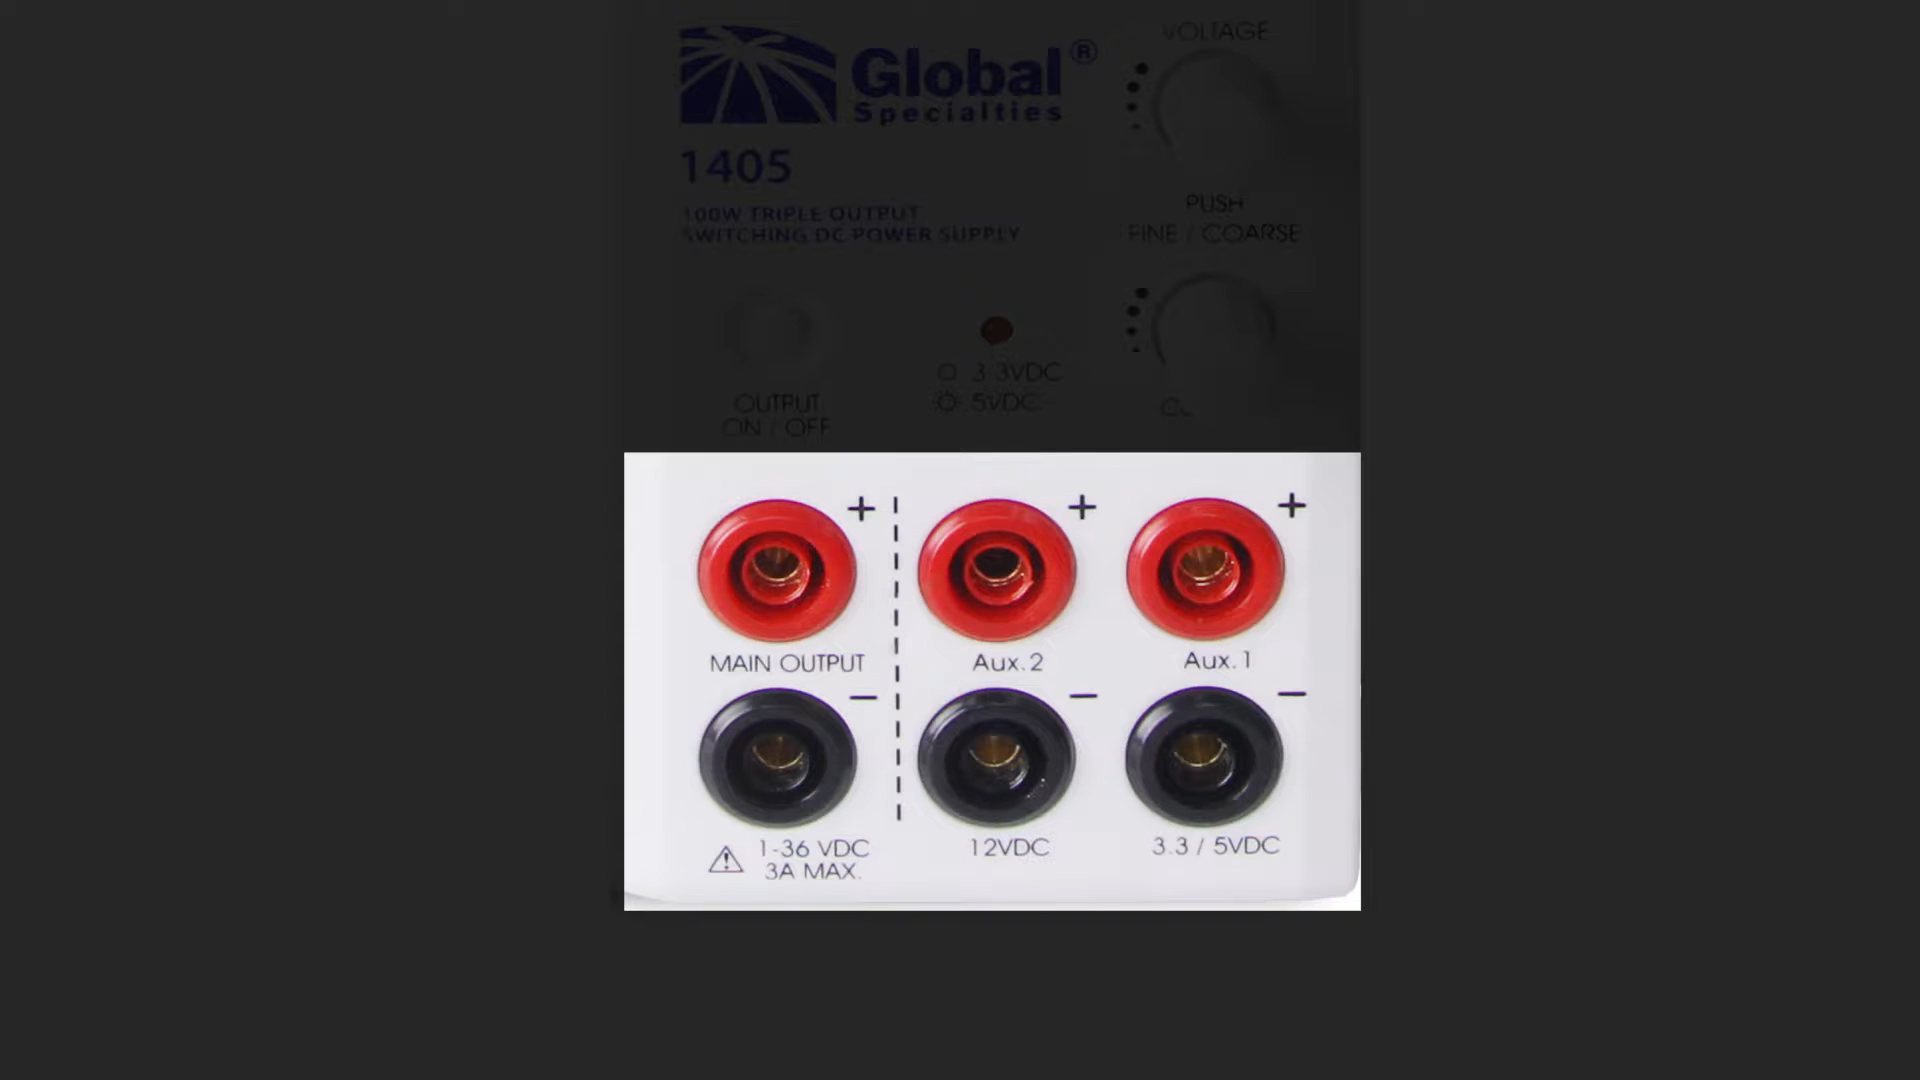 VOLTAGE
Global®
Specialties
1405
100W TRIPLE OUTPUT
SWITCHING DC POWER SUPPLY
PUSH
FINE / COARSE
3.3VDC
5VDC
OUTPUT
ON / OFF
+ + +
MAIN OUTPUT Aux.2 Aux.1
− − −
1-36 VDC 12VDC 3.3 / 5VDC
3A MAX.